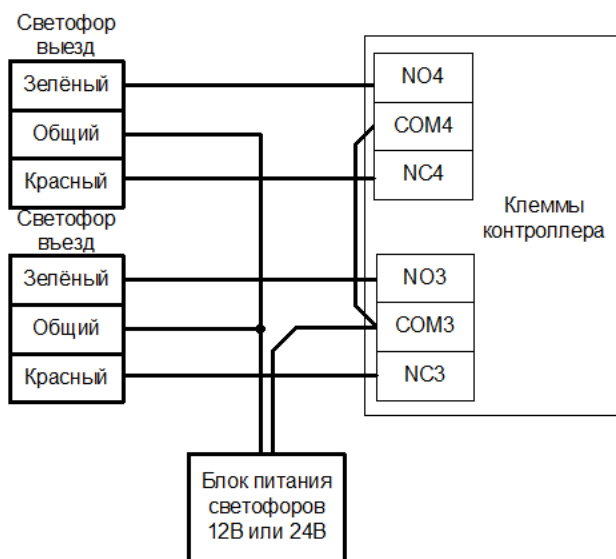 Светофор
выезд
Зелёный
Общий
Красный
Светофор
въезд
Зелёный
Общий
Красный
NO4
COM4
NC4
NO3
COM3
NC3
Клеммы
контроллера
Блок питания
светофоров
12В или 24В